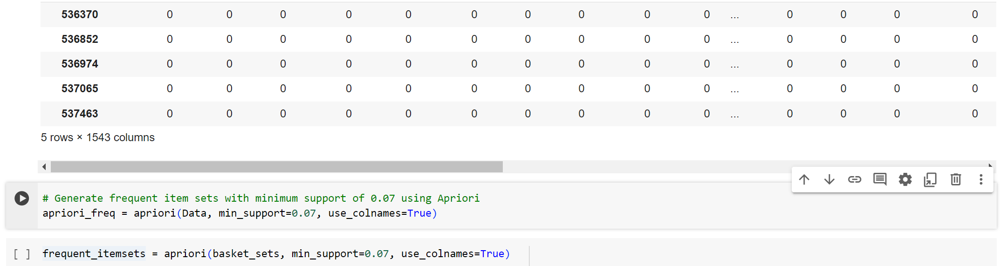 536370 0 0 0 0 0 0 0 0 0 0 ... 0 0 0 0
536852 0 0 0 0 0 0 0 0 0 0 ... 0 0 0 0
536974 0 0 0 0 0 0 0 0 0 0 ... 0 0 0 0
537065 0 0 0 0 0 0 0 0 0 0 ... 0 0 0 0
537463 0 0 0 0 0 0 0 0 0 0 ... 0 0 0 0
5 rows × 1543 columns
# Generate frequent item sets with minimum support of 0.07 using Apriori
apriori_freq = apriori(Data, min_support=0.07, use_colnames=True)
[ ] frequent_itemsets = apriori(basket_sets, min_support=0.07, use_colnames=True)